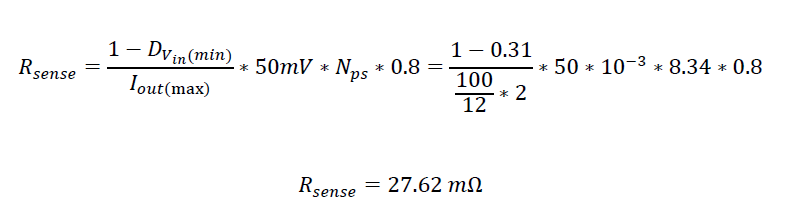 R_sense = (1 − D_Vin(min)) / I_out(max) * 50mV * N_ps * 0.8 = (1 − 0.31) / (100/12 * 2) * 50 * 10^−3 * 8.34 * 0.8
R_sense = 27.62 mΩ